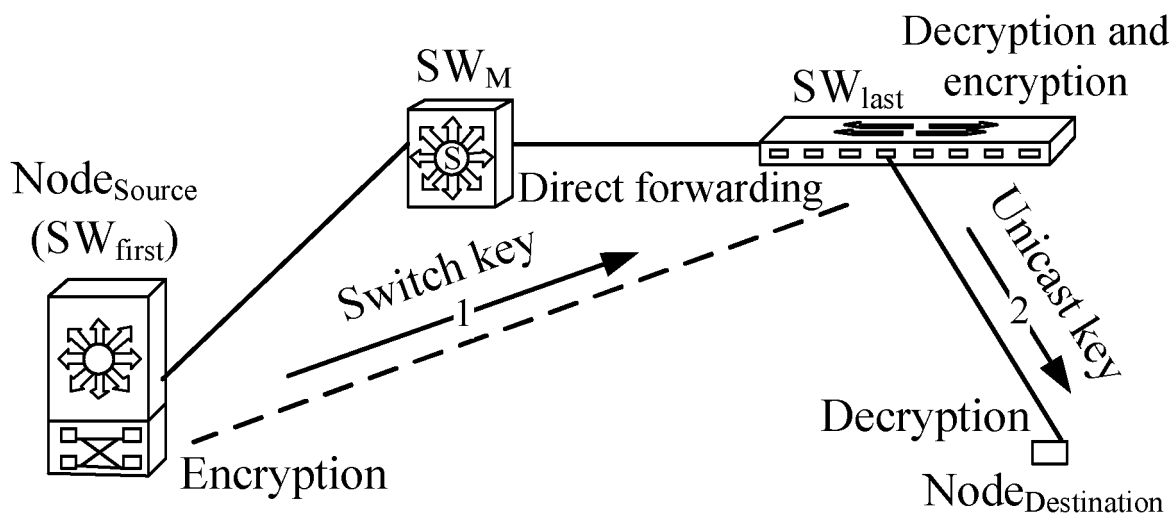 Decryption and
encryption
SW_M
SW_last
S
Node_Source
(SW_first)
Direct forwarding
Switch key
1
Unicast key
2
Encryption
Decryption
Node_Destination